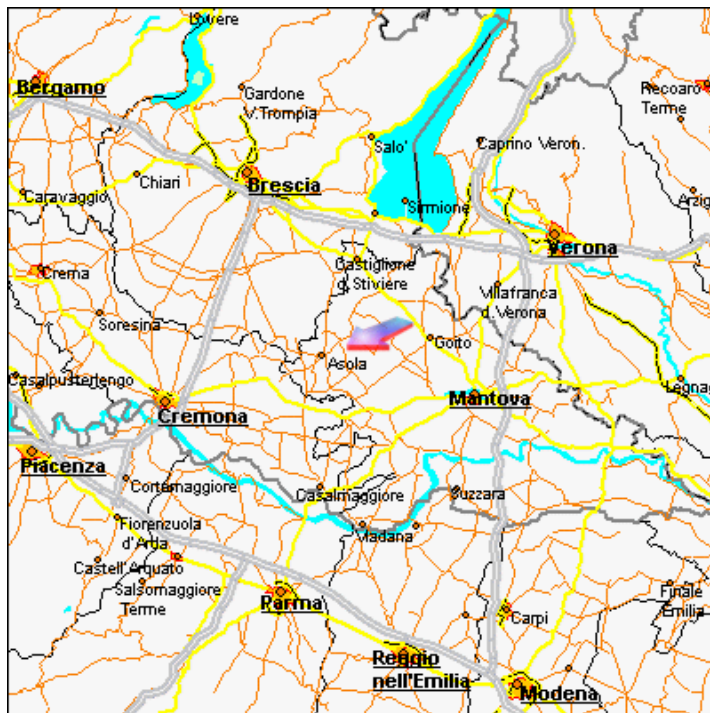 Lovere
Bergamo
Gardone
V.Trompia
Recoaro
Terme
Salo'
Caprino Veron.
Chiari
Brescia
Caravaggio
Sirmione
Arzig
Verona
Castiglione
d.Stiviere
Crema
Villafranca
d.Verona
Soresina
Goito
Asola
Casalpusterlengo
Legnag
Mantova
Cremona
Piacenza
Cortemaggiore
Casalmaggiore
Suzzara
Fiorenzuola
d'Arda
Viadana
Castell'Arquato
Salsomaggiore
Terme
Finale
Emilia
Parma
Carpi
Reggio
nell'Emilia
Modena